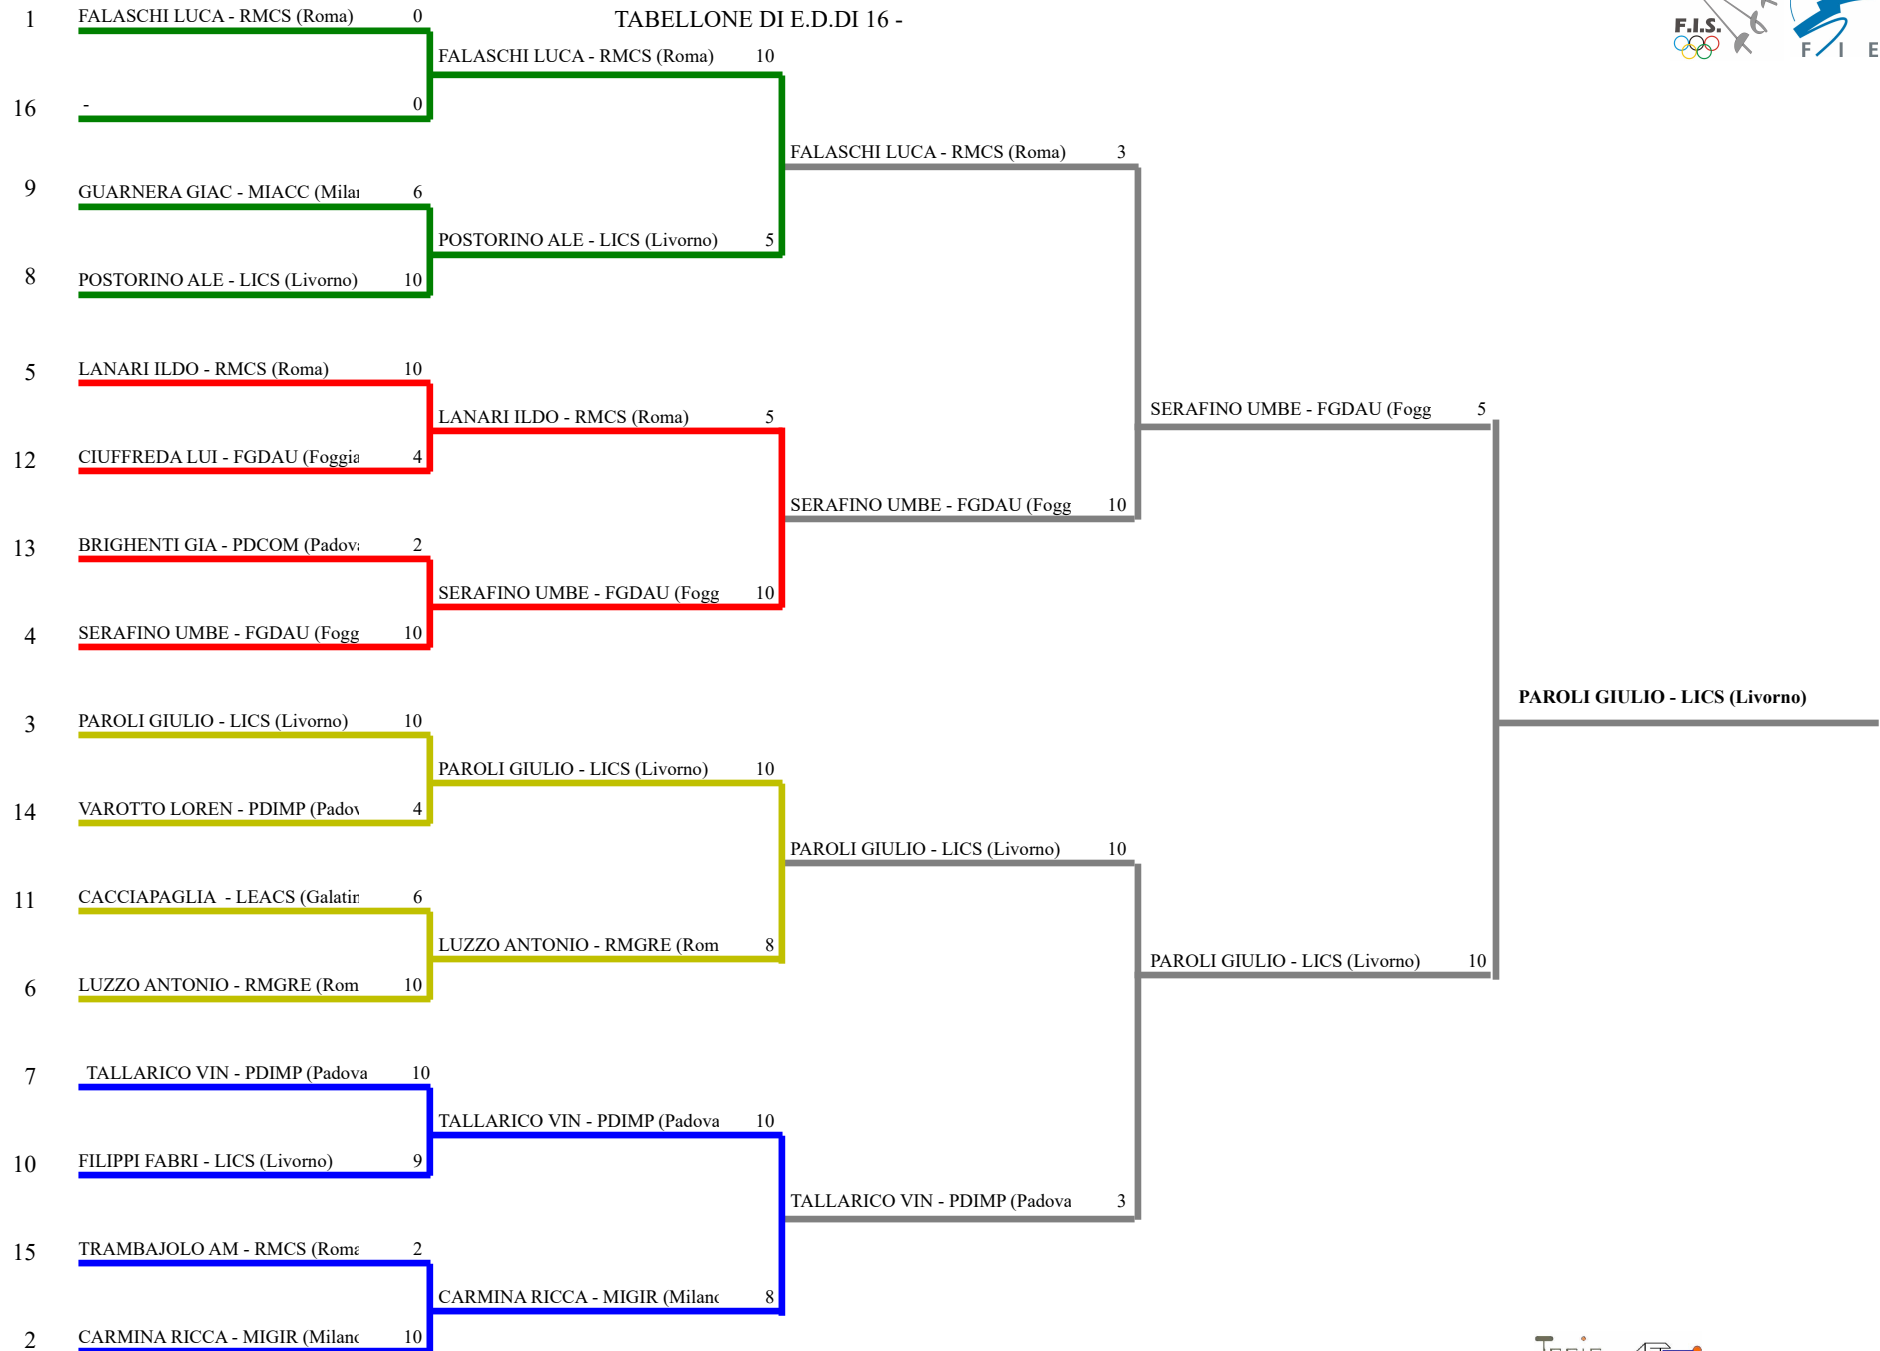 TABELLONE DI E.D.DI 16 -
F.I.S.
F I E
1 FALASCHI LUCA - RMCS (Roma) 0
FALASCHI LUCA - RMCS (Roma) 10
16 - 0
FALASCHI LUCA - RMCS (Roma) 3
9 GUARNERA GIAC - MIACC (Mila 6
POSTORINO ALE - LICS (Livorno) 5
8 POSTORINO ALE - LICS (Livorno) 10
5 LANARI ILDO - RMCS (Roma) 10
SERAFINO UMBE - FGDAU (Fogg 5
LANARI ILDO - RMCS (Roma) 5
12 CIUFFREDA LUI - FGDAU (Foggia 4
SERAFINO UMBE - FGDAU (Fogg 10
13 BRIGHENTI GIA - PDCOM (Padov 2
SERAFINO UMBE - FGDAU (Fogg 10
4 SERAFINO UMBE - FGDAU (Fogg 10
PAROLI GIULIO - LICS (Livorno)
3 PAROLI GIULIO - LICS (Livorno) 10
PAROLI GIULIO - LICS (Livorno) 10
14 VAROTTO LOREN - PDIMP (Padov 4
PAROLI GIULIO - LICS (Livorno) 10
11 CACCIAPAGLIA - LEACS (Galatin 6
LUZZO ANTONIO - RMGRE (Rom 8
PAROLI GIULIO - LICS (Livorno) 10
6 LUZZO ANTONIO - RMGRE (Rom 10
7 TALLARICO VIN - PDIMP (Padova 10
TALLARICO VIN - PDIMP (Padova 10
10 FILIPPI FABRI - LICS (Livorno) 9
TALLARICO VIN - PDIMP (Padova 3
15 TRAMBAJOLO AM - RMCS (Roma 2
CARMINA RICCA - MIGIR (Milano 8
2 CARMINA RICCA - MIGIR (Milano 10